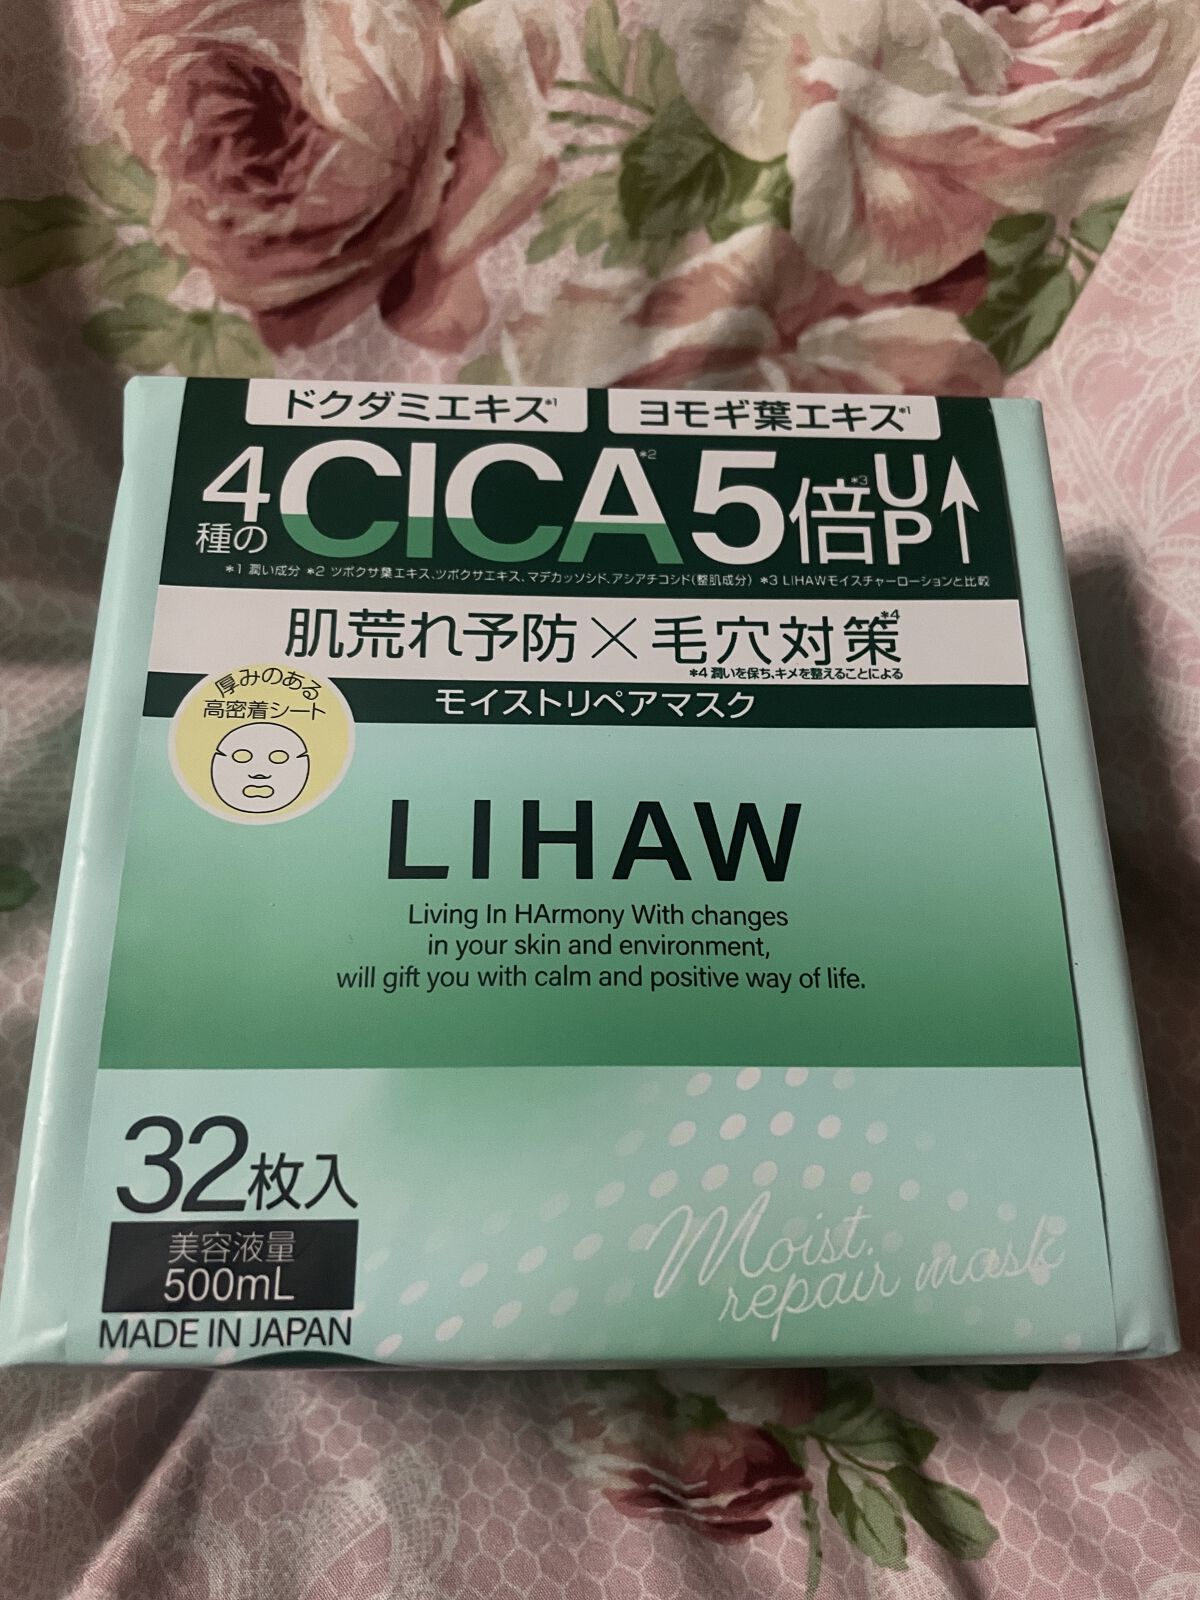 ドクダミエキス*1 ヨモギ葉エキス*1
4種のCICA*2 5倍*3UP↑
*1 潤い成分 *2 ツボクサ葉エキス、ツボクサエキス、マデカッソシド、アシアチコシド(整肌成分) *3 LIHAWモイスチャーローションと比較
肌荒れ予防×毛穴対策*4
*4 潤いを保ち、キメを整えることによる
モイストリペアマスク
厚みのある
高密着シート
LIHAW
Living In HArmony With changes
in your skin and environment,
will gift you with calm and positive way of life.
32枚入
美容液量
500mL
MADE IN JAPAN
Moist.
repair mask